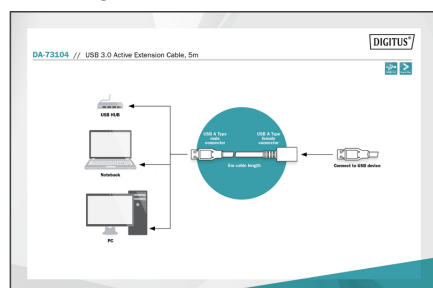 DIGITUS®
DA-73104 // USB 3.0 Active Extension Cable, 5m
USB HUB
USB A Type
male
connector
USB A Type
female
connector
5m cable length
Notebook
Connect to USB device
PC